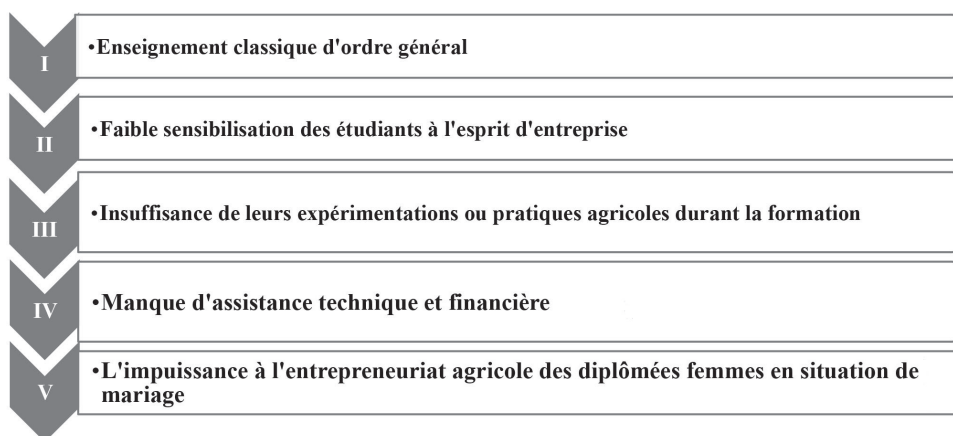 I
•Enseignement classique d'ordre général
II
•Faible sensibilisation des étudiants à l'esprit d'entreprise
III
•Insuffisance de leurs expérimentations ou pratiques agricoles durant la formation
IV
•Manque d'assistance technique et financière
V
•L'impuissance à l'entrepreneuriat agricole des diplômées femmes en situation de
mariage